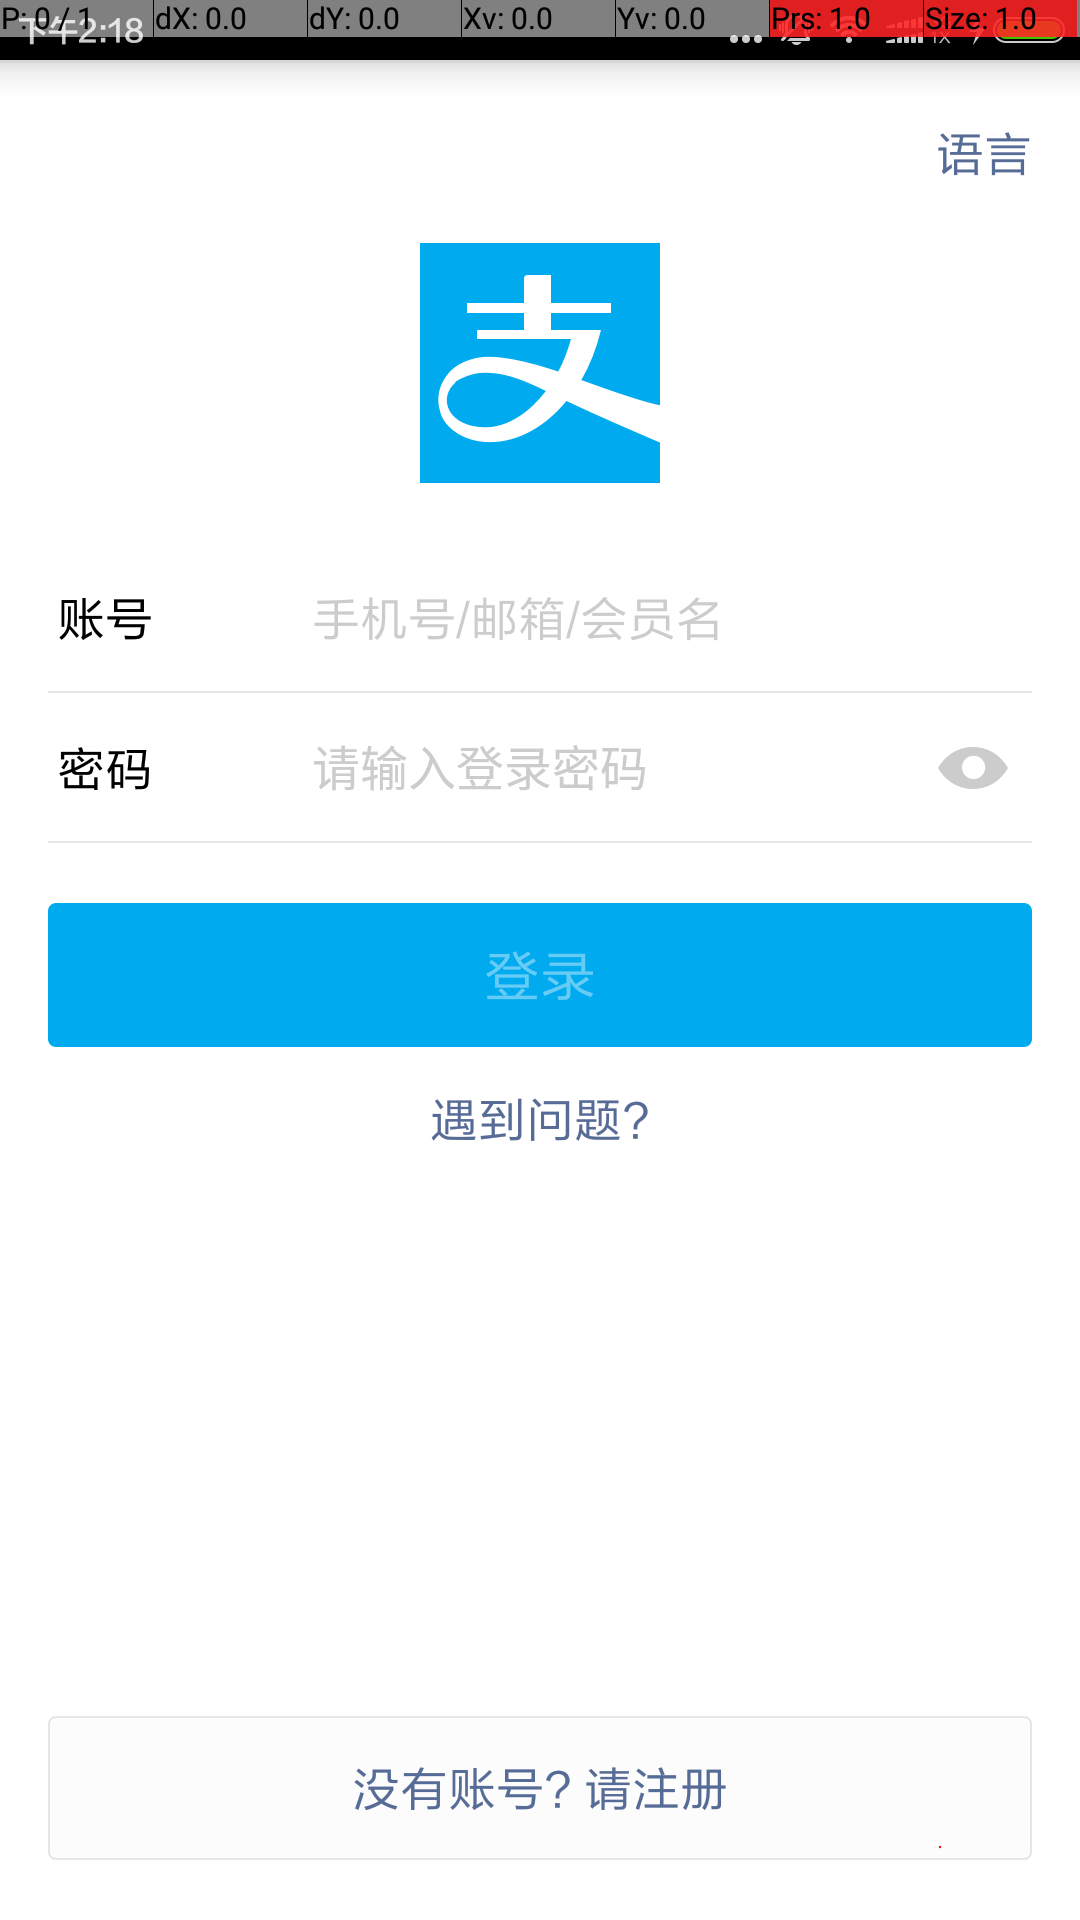 P: 0 / 1 dX: 0.0 dY: 0.0 Xv: 0.0 Yv: 0.0 Prs: 1.0 Size: 1.0
下午2:18 1X
语言
支
账号 手机号/邮箱/会员名
密码 请输入登录密码
登录
遇到问题?
没有账号? 请注册